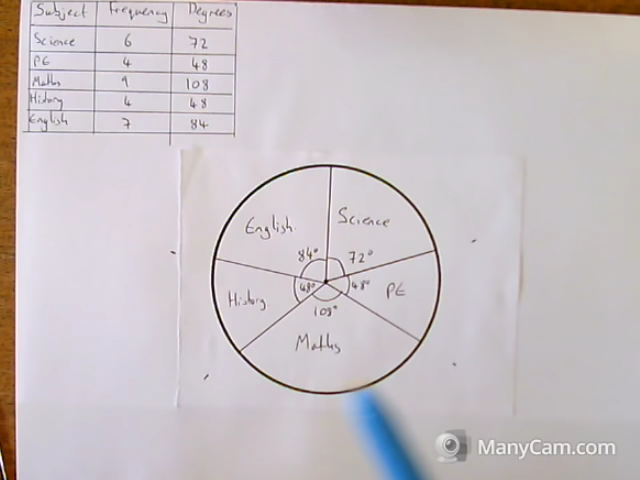 Subject Frequency Degrees
Science 6 72
PE 4 48
Maths 9 108
History 4 48
English 7 84
English. Science
84° 72°
History 48° 48° PE
108°
Maths
ManyCam.com